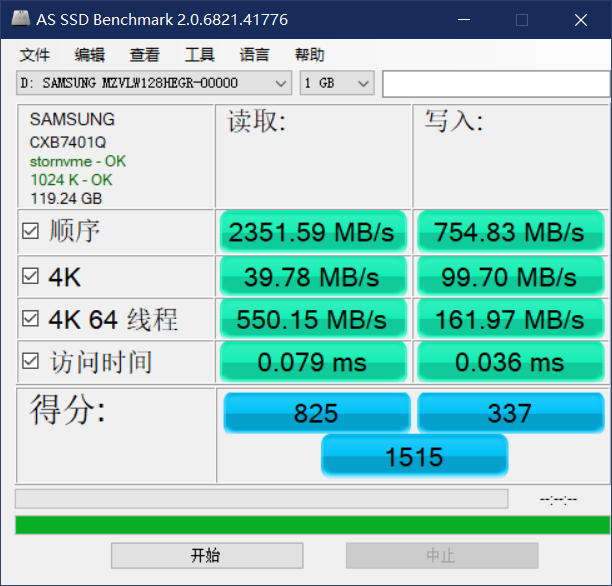 AS SSD Benchmark 2.0.6821.41776
文件 编辑 查看 工具 语言 帮助
D: SAMSUNG MZVLW128HEGR-00000 1 GB
SAMSUNG
CXB7401Q
stornvme - OK
1024 K - OK
119.24 GB
读取: 写入:
顺序 2351.59 MB/s 754.83 MB/s
4K 39.78 MB/s 99.70 MB/s
4K 64 线程 550.15 MB/s 161.97 MB/s
访问时间 0.079 ms 0.036 ms
得分: 825 337
1515
--:--:--
开始 中止